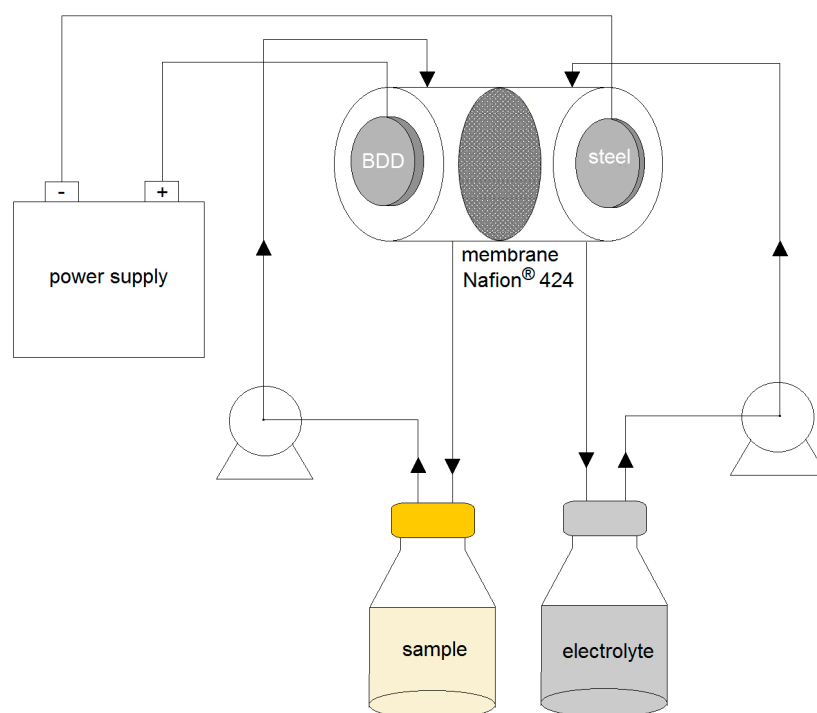 BDD
steel
-
+
power supply
membrane
Nafion® 424
sample
electrolyte